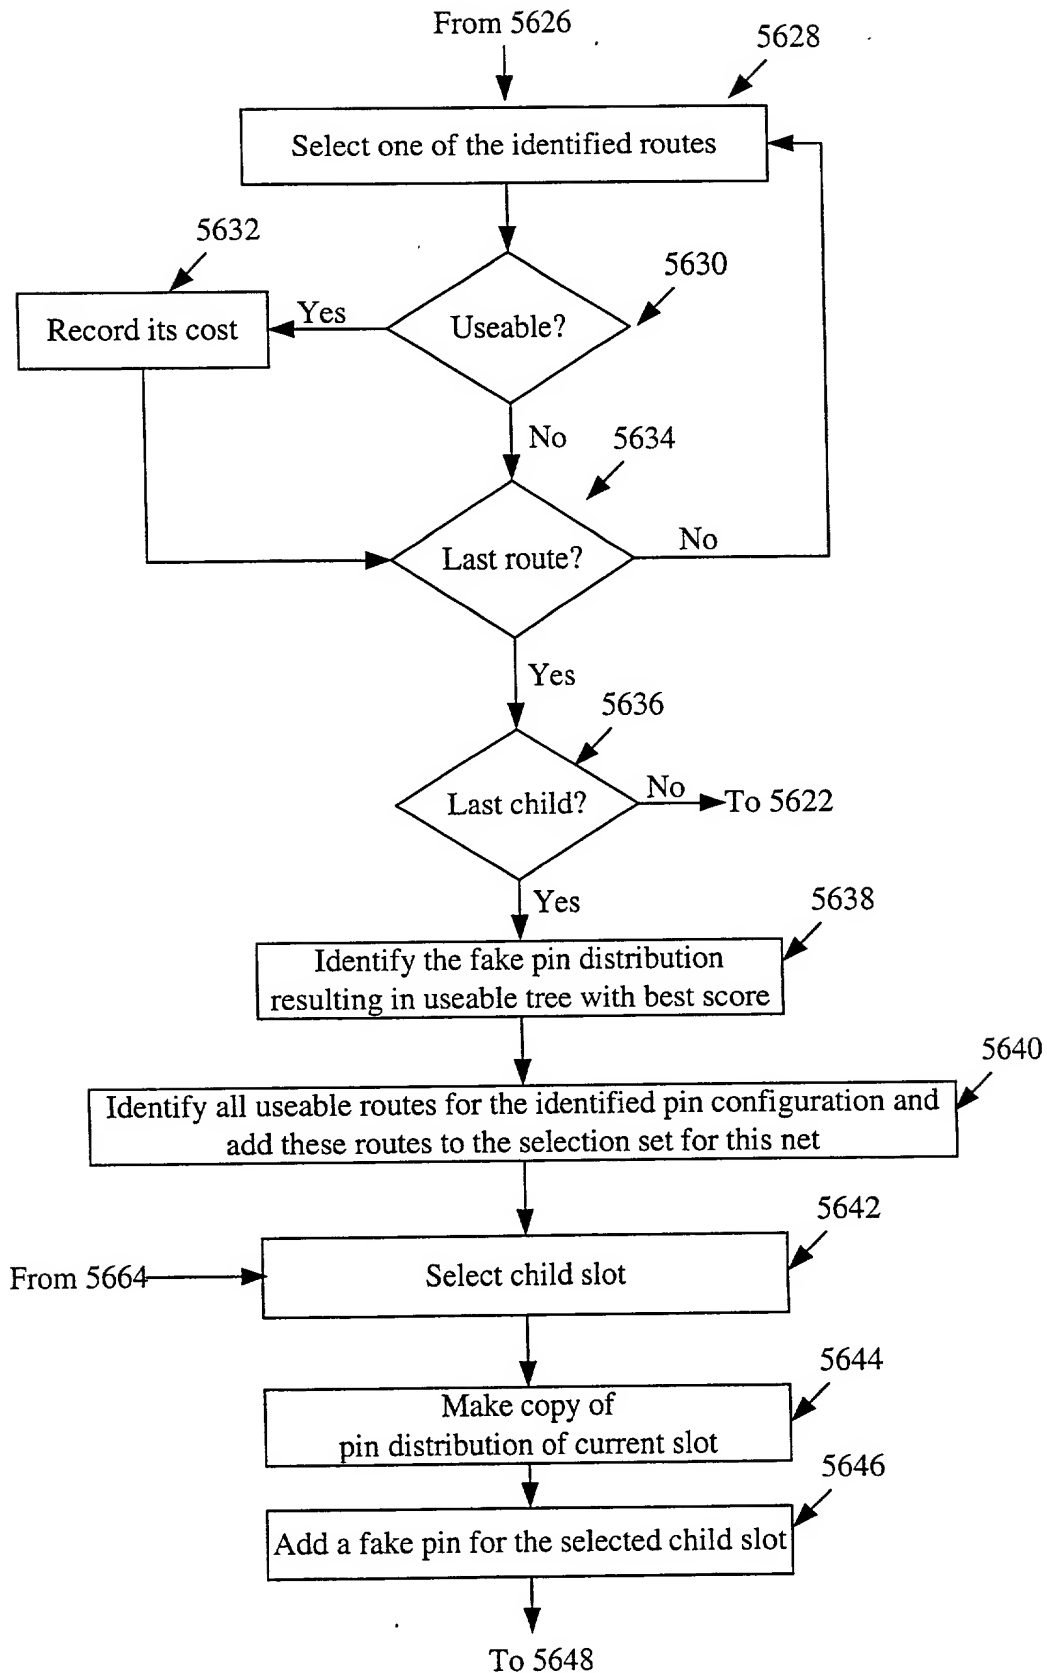 From 5626
5628
Select one of the identified routes
5632
5630
Record its cost
Yes
Useable?
No
5634
Last route?
No
Yes
5636
Last child?
No
To 5622
Yes
5638
Identify the fake pin distribution
resulting in useable tree with best score
5640
Identify all useable routes for the identified pin configuration and
add these routes to the selection set for this net
5642
From 5664
Select child slot
5644
Make copy of
pin distribution of current slot
5646
Add a fake pin for the selected child slot
To 5648